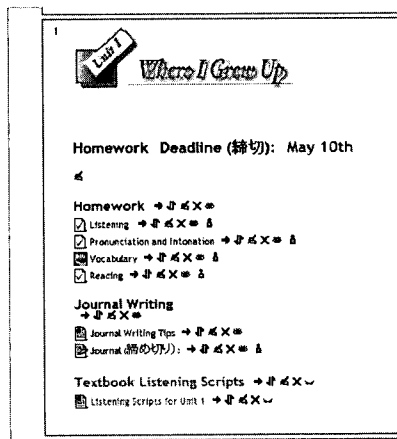 1
Unit 1
Where I Grew Up
Homework Deadline (締切): May 10th
Homework
Listening
Pronunciation and Intonation
Vocabulary
Reading
Journal Writing
Journal Writing Tips
Journal (締め切り):
Textbook Listening Scripts
Listening Scripts for Unit 1